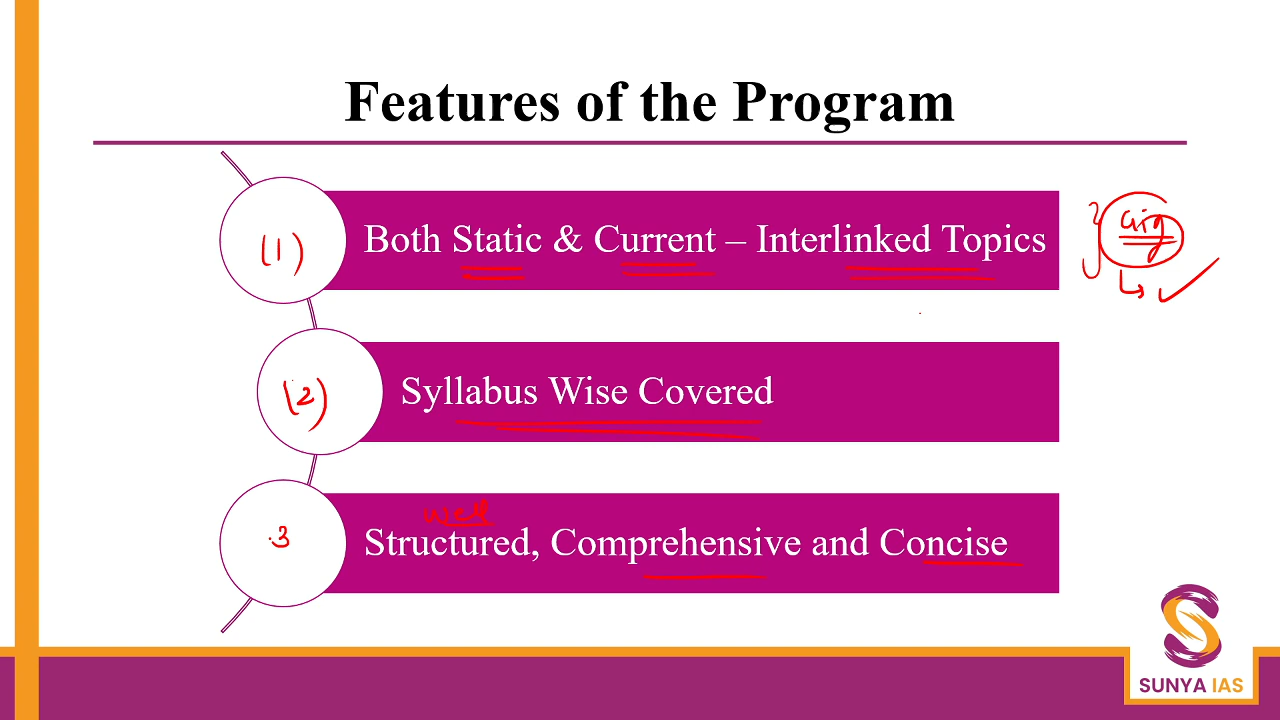 Features of the Program
(1)
Both Static & Current – Interlinked Topics
(2)
Syllabus Wise Covered
3
well
Structured, Comprehensive and Concise
SUNYA IAS